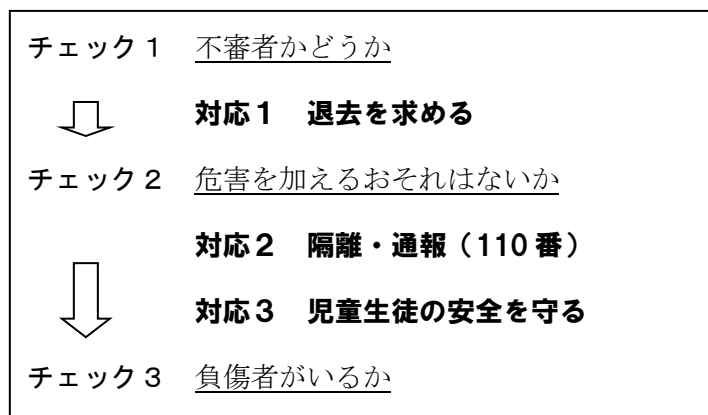 チェック１　不審者かどうか
対応１　退去を求める
チェック２　危害を加えるおそれはないか
対応２　隔離・通報（110番）
対応３　児童生徒の安全を守る
チェック３　負傷者がいるか